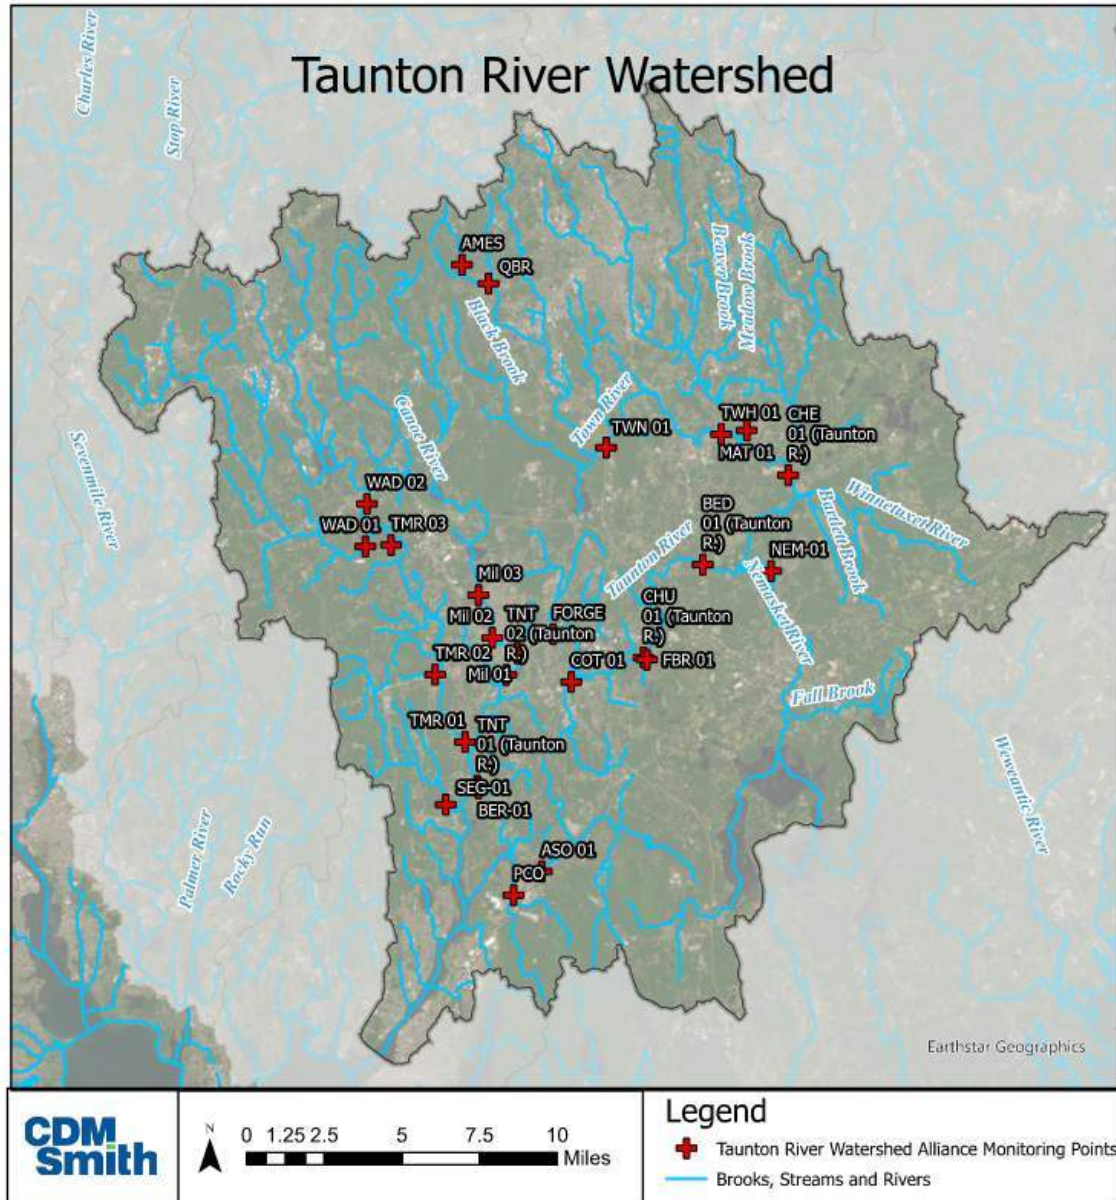 Taunton River Watershed
Charles River
Stop River
AMES
QBR
Beaver Brook
Meadow Brook
Black Brook
Town River
Canoe River
TWN 01
TWH 01
MAT 01
CHE
01 (Taunton
R.)
Sevenmile River
WAD 02
WAD 01
TMR 03
BED
01 (Taunton
R.)
Winnetuxet River
Bartlett Brook
Taunton River
NEM-01
Nemasket River
Mil 03
Mil 02
TNT
02 (Taunton
R.)
FORGE
CHU
01 (Taunton
R.)
TMR 02
Mil 01
COT 01
FBR 01
Fall Brook
TMR 01
TNT
01 (Taunton
R.)
SEG-01
BER-01
Weweantic River
Palmer River
Rocky Run
ASO 01
PCO
Earthstar Geographics
CDM
Smith
N
0 1.25 2.5 5 7.5 10
Miles
Legend
Taunton River Watershed Alliance Monitoring Points
Brooks, Streams and Rivers